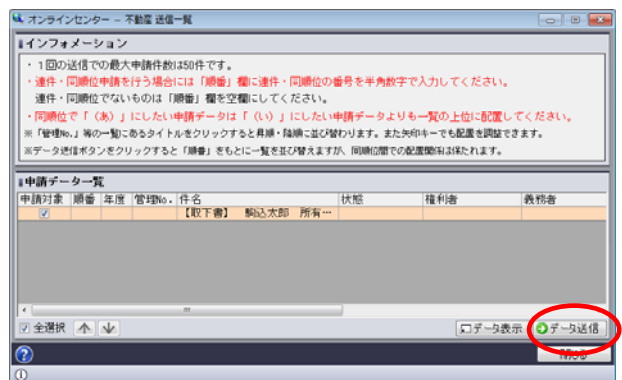 オンラインセンター － 不動産 送信一覧
インフォメーション
・ 1回の送信での最大申請件数は50件です。
・連件・同順位申請を行う場合には「順番」欄に連件・同順位の番号を半角数字で入力してください。
連件・同順位でないものは「順番」欄を空欄にしてください。
・同順位で「（あ）」にしたい申請データは「（い）」にしたい申請データよりも一覧の上位に配置してください。
※「管理No.」等の一覧にあるタイトルをクリックすると昇順・降順に並び替わります。また矢印キーでも配置を調整できます。
※データ送信ボタンをクリックすると「順番」をもとに一覧を並び替えますが、同順位間での配置関係は保たれます。
申請データ一覧
申請対象 順番 年度 管理No. 件名 状態 権利者 義務者
【取下書】 駒込太郎 所有…
全選択 データ表示 データ送信
閉じる